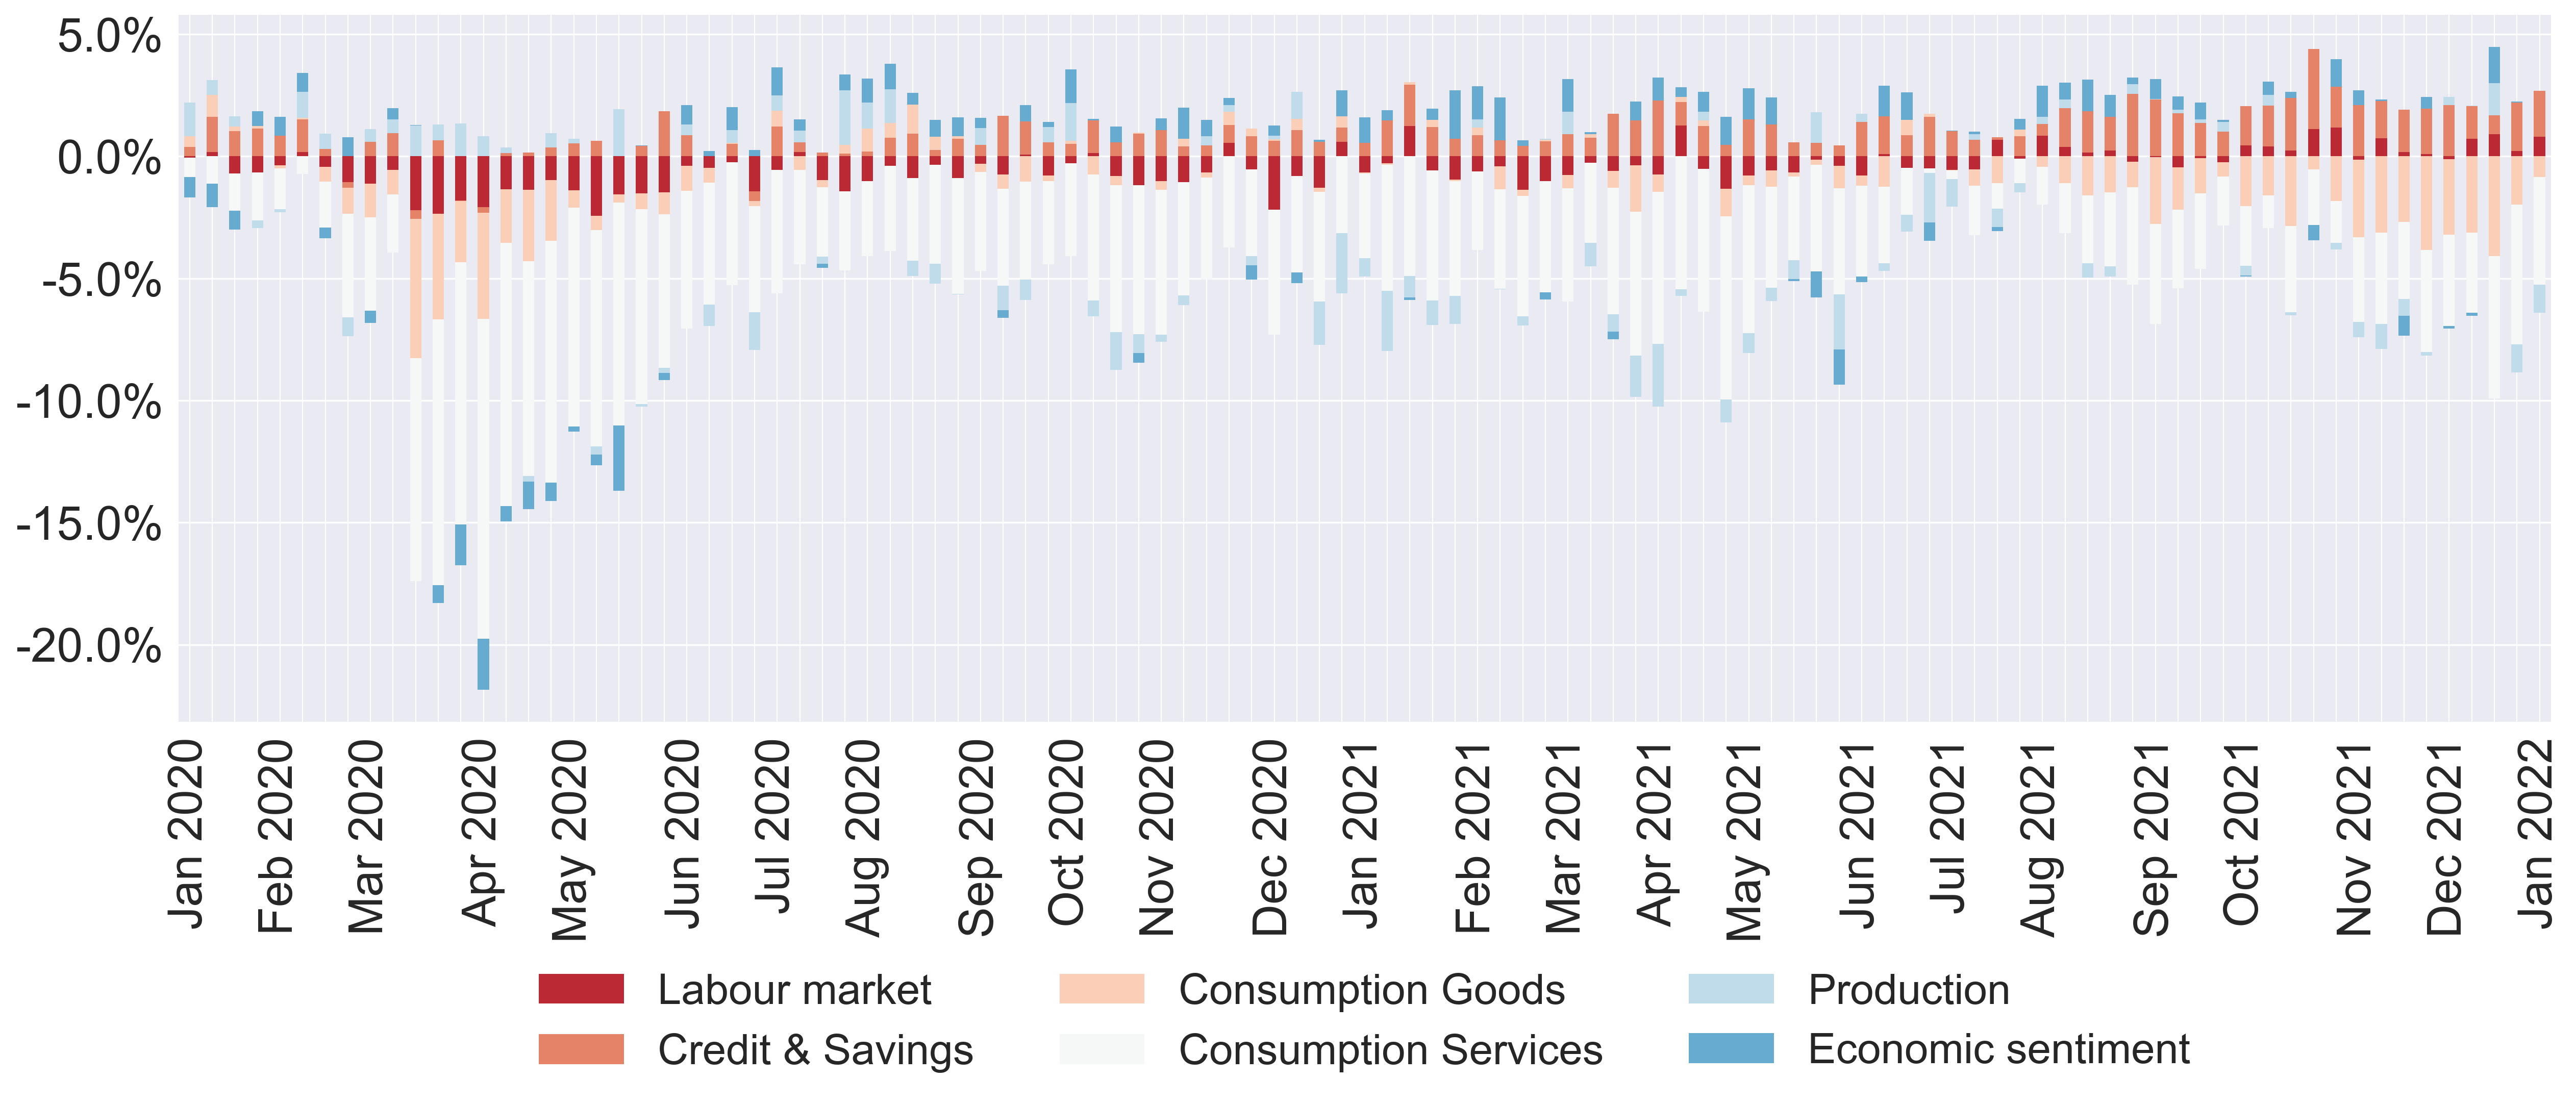 5.0%
0.0%
-5.0%
-10.0%
-15.0%
-20.0%
Jan 2020
Feb 2020
Mar 2020
Apr 2020
May 2020
Jun 2020
Jul 2020
Aug 2020
Sep 2020
Oct 2020
Nov 2020
Dec 2020
Jan 2021
Feb 2021
Mar 2021
Apr 2021
May 2021
Jun 2021
Jul 2021
Aug 2021
Sep 2021
Oct 2021
Nov 2021
Dec 2021
Jan 2022
Labour market
Credit & Savings
Consumption Goods
Consumption Services
Production
Economic sentiment